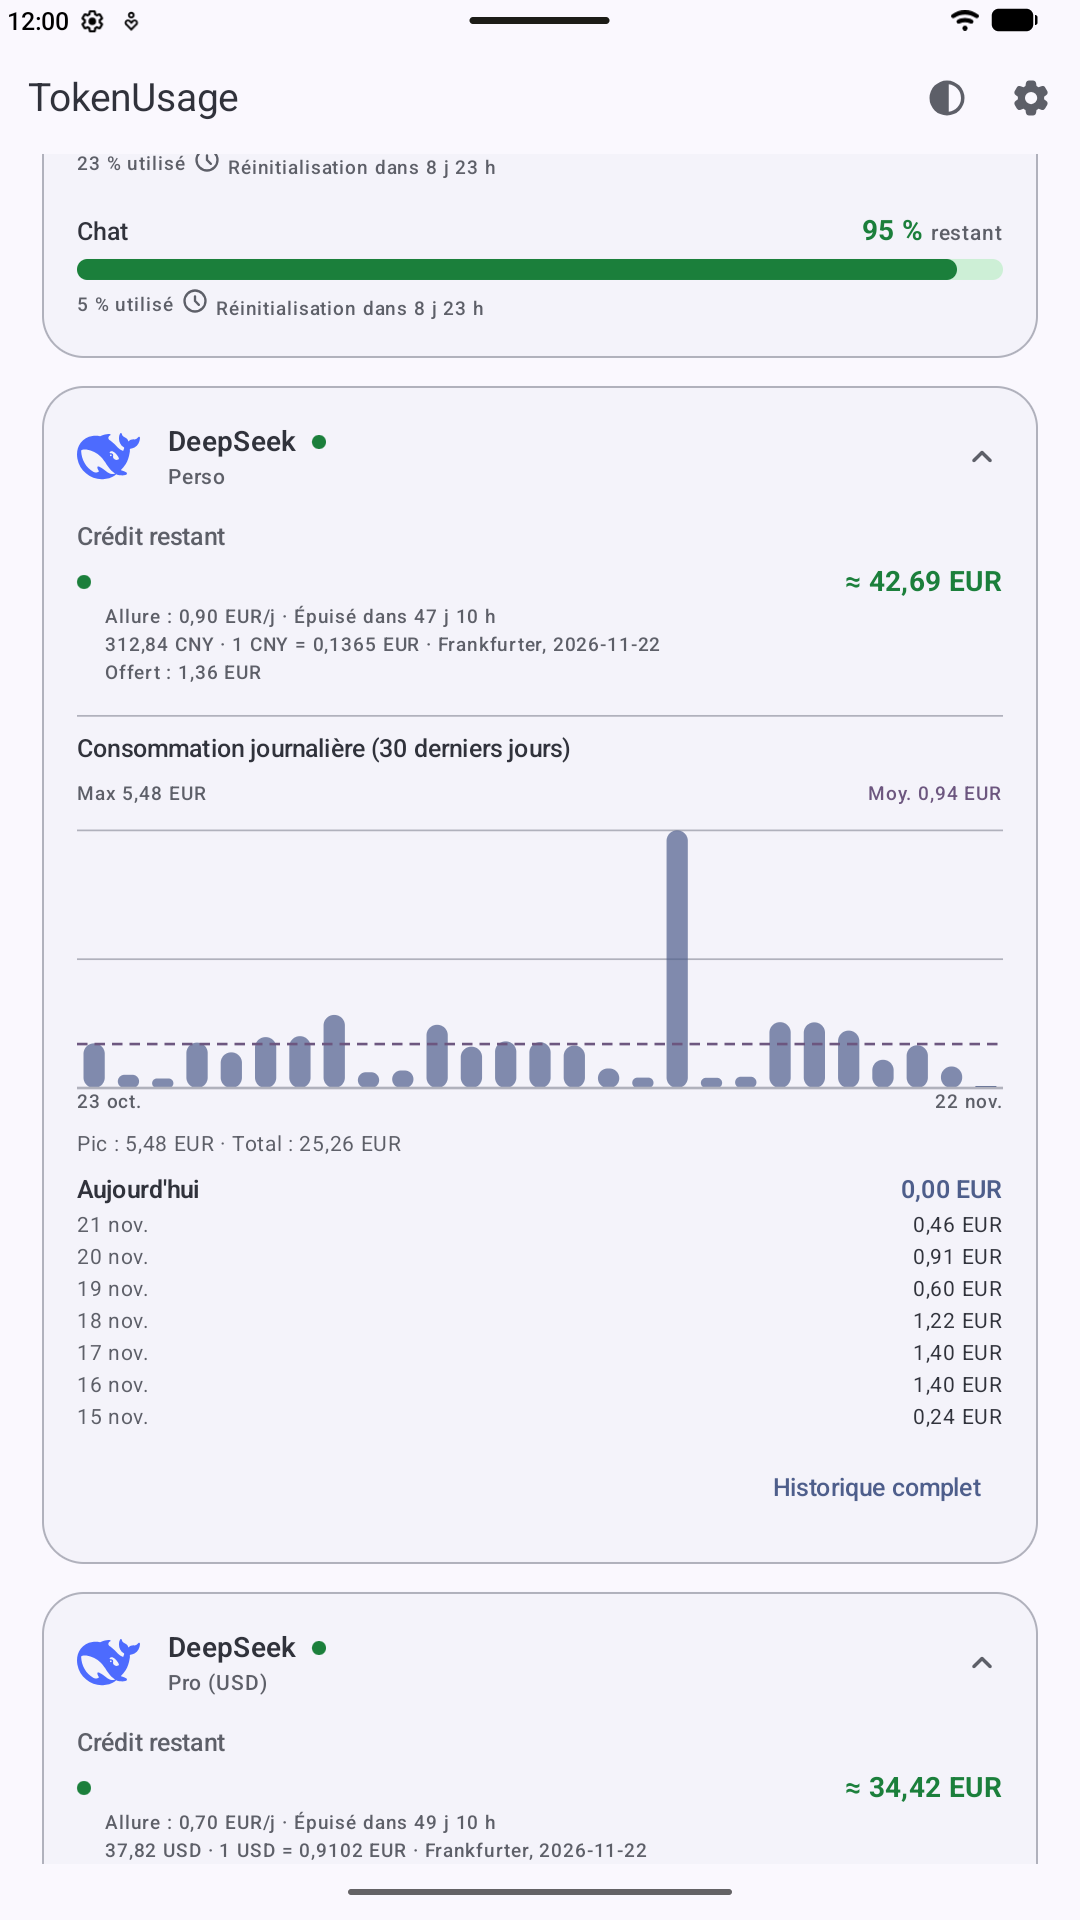 12:00
TokenUsage
23 % utilisé Réinitialisation dans 8 j 23 h
Chat 95 % restant
5 % utilisé Réinitialisation dans 8 j 23 h
DeepSeek
Perso
Crédit restant
≈ 42,69 EUR
Allure : 0,90 EUR/j · Épuisé dans 47 j 10 h
312,84 CNY · 1 CNY = 0,1365 EUR · Frankfurter, 2026-11-22
Offert : 1,36 EUR
Consommation journalière (30 derniers jours)
Max 5,48 EUR Moy. 0,94 EUR
23 oct. 22 nov.
Pic : 5,48 EUR · Total : 25,26 EUR
Aujourd'hui 0,00 EUR
21 nov. 0,46 EUR
20 nov. 0,91 EUR
19 nov. 0,60 EUR
18 nov. 1,22 EUR
17 nov. 1,40 EUR
16 nov. 1,40 EUR
15 nov. 0,24 EUR
Historique complet
DeepSeek
Pro (USD)
Crédit restant
≈ 34,42 EUR
Allure : 0,70 EUR/j · Épuisé dans 49 j 10 h
37,82 USD · 1 USD = 0,9102 EUR · Frankfurter, 2026-11-22